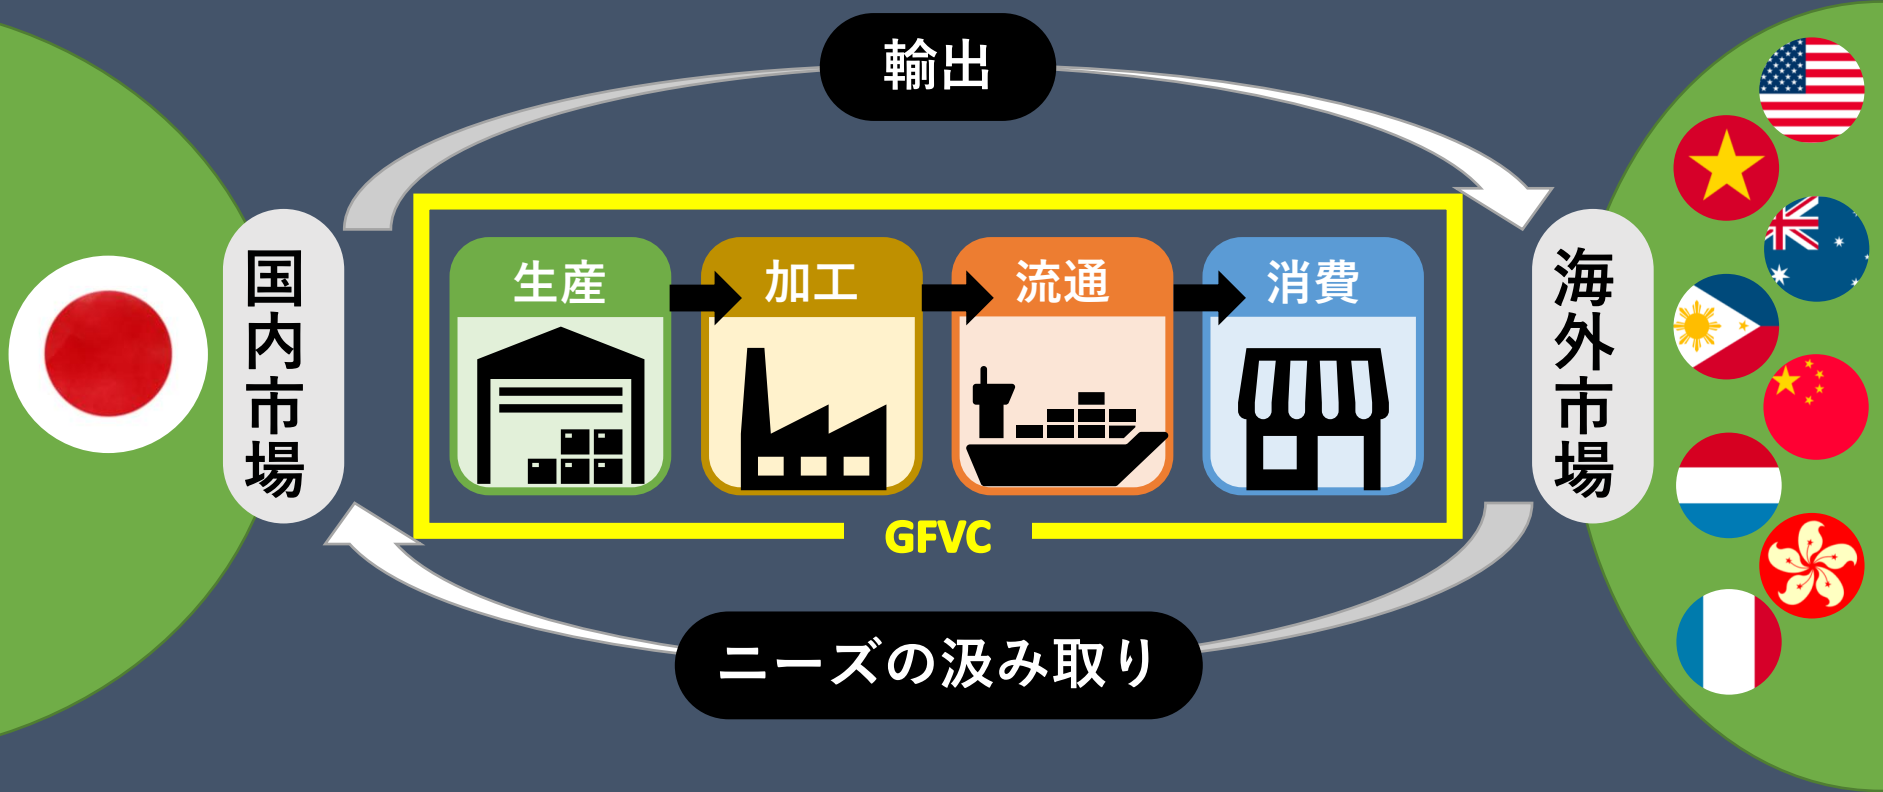 輸出
国内市場
生産
加工
流通
消費
海外市場
GFVC
ニーズの汲み取り